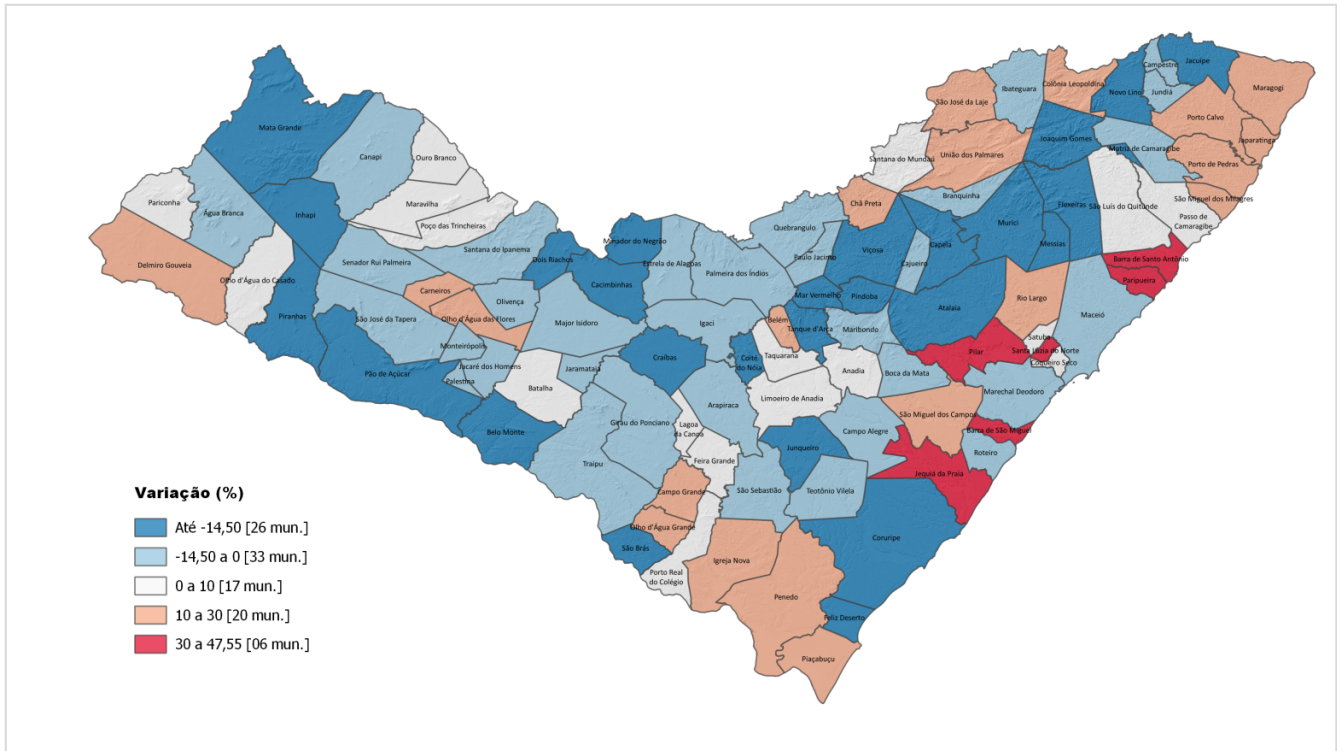 Jacuípe
Campestre
Colônia Leopoldina
Maragogi
Ibateguara
Novo Lino
Jundiá
São José da Laje
Porto Calvo
Mata Grande
Joaquim Gomes
Japaratinga
Matriz de Camaragibe
União dos Palmares
Canapi
Ouro Branco
Santana do Mundaú
Porto de Pedras
Branquinha
São Miguel dos Milagres
Pariconha
Maravilha
Chã Preta
Flexeiras
São Luís do Quitunde
Água Branca
Inhapi
Passo de
Camaragibe
Poço das Trincheiras
Quebrangulo
Murici
Minador do Negrão
Capela
Messias
Santana do Ipanema
Viçosa
Paulo Jacinto
Barra de Santo Antônio
Senador Rui Palmeira
Dois Riachos
Estrela de Alagoas
Cajueiro
Delmiro Gouveia
Palmeira dos Índios
Paripueira
Olho d'Água do Casado
Cacimbinhas
Carneiros
Mar Vermelho
Pindoba
Rio Largo
Olivença
Atalaia
Maceió
São José da Tapera
Olho d'Água das Flores
Belém
Piranhas
Major Isidoro
Igaci
Tanque d'Arca
Maribondo
Satuba
Monteirópolis
Craíbas
Coité
do Nóia
Taquarana
Pilar
Santa Luzia do Norte
Coqueiro Seco
Jacaré dos Homens
Jaramataia
Anadia
Boca da Mata
Pão de Açúcar
Palestina
Batalha
Marechal Deodoro
Limoeiro de Anadia
Arapiraca
São Miguel dos Campos
Girau do Ponciano
Lagoa
da Canoa
Belo Monte
Campo Alegre
Barra de São Miguel
Junqueiro
Roteiro
Feira Grande
Traipu
Jequiá da Praia
Campo Grande
São Sebastião
Teotônio Vilela
Olho d'Água Grande
Coruripe
São Brás
Igreja Nova
Porto Real
do Colégio
Penedo
Feliz Deserto
Piaçabuçu
Variação (%)
Até -14,50 [26 mun.]
-14,50 a 0 [33 mun.]
0 a 10 [17 mun.]
10 a 30 [20 mun.]
30 a 47,55 [06 mun.]